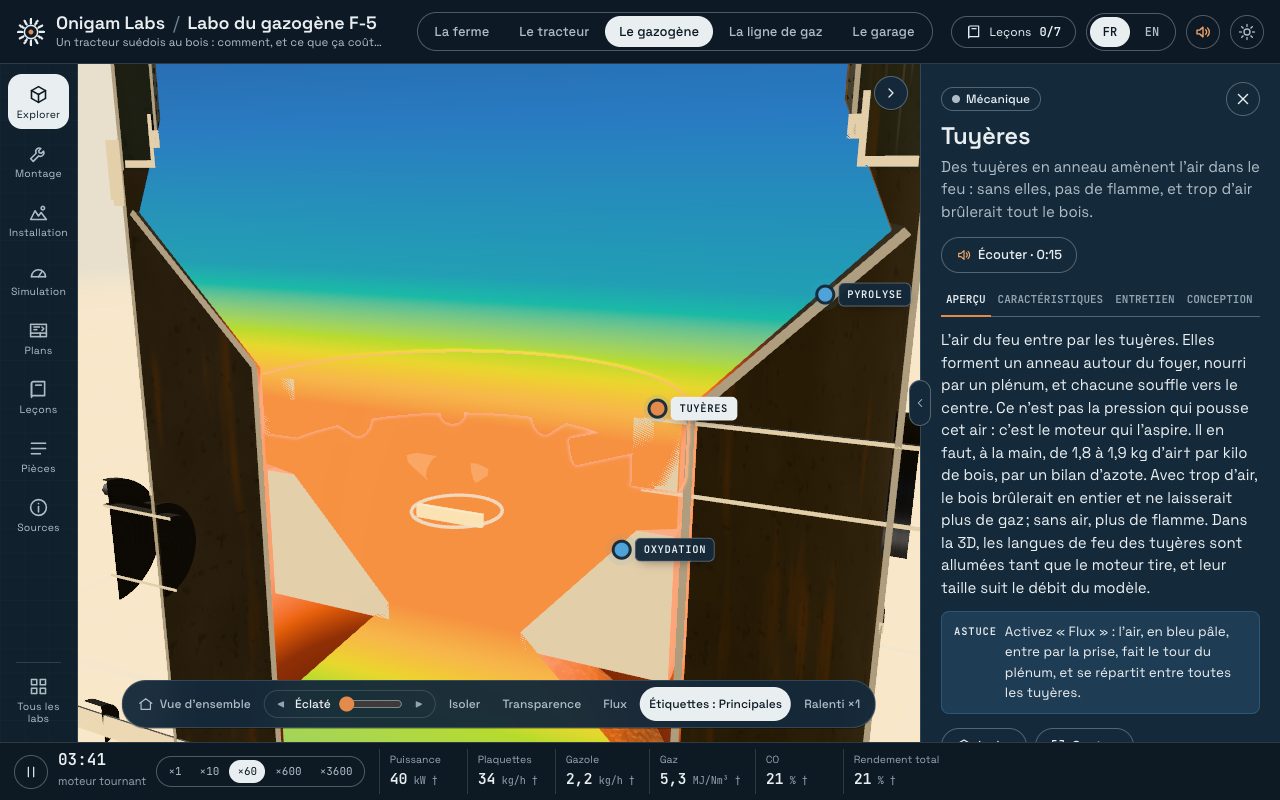 Onigam Labs / Labo du gazogène F-5
Un tracteur suédois au bois : comment, et ce que ça coût…
La ferme
Le tracteur
Le gazogène
La ligne de gaz
Le garage
Leçons 0/7
FR
EN
Explorer
Montage
Installation
Simulation
Plans
Leçons
Pièces
Sources
Tous les
labs
PYROLYSE
TUYÈRES
OXYDATION
Mécanique
Tuyères
Des tuyères en anneau amènent l'air dans le
feu : sans elles, pas de flamme, et trop d'air
brûlerait tout le bois.
Écouter · 0:15
APERÇU
CARACTÉRISTIQUES
ENTRETIEN
CONCEPTION
L'air du feu entre par les tuyères. Elles
forment un anneau autour du foyer, nourri
par un plénum, et chacune souffle vers le
centre. Ce n'est pas la pression qui pousse
cet air : c'est le moteur qui l'aspire. Il en
faut, à la main, de 1,8 à 1,9 kg d'air† par kilo
de bois, par un bilan d'azote. Avec trop d'air,
le bois brûlerait en entier et ne laisserait
plus de gaz ; sans air, plus de flamme. Dans
la 3D, les langues de feu des tuyères sont
allumées tant que le moteur tire, et leur
taille suit le débit du modèle.
ASTUCE Activez « Flux » : l'air, en bleu pâle,
entre par la prise, fait le tour du
plénum, et se répartit entre toutes
les tuyères.
Vue d'ensemble
◄ Éclaté ►
Isoler
Transparence
Flux
Étiquettes : Principales
Ralenti ×1
03:41
moteur tournant
×1
×10
×60
×600
×3600
Puissance
40 kW †
Plaquettes
34 kg/h †
Gazole
2,2 kg/h †
Gaz
5,3 MJ/Nm³ †
CO
21 % †
Rendement total
21 % †